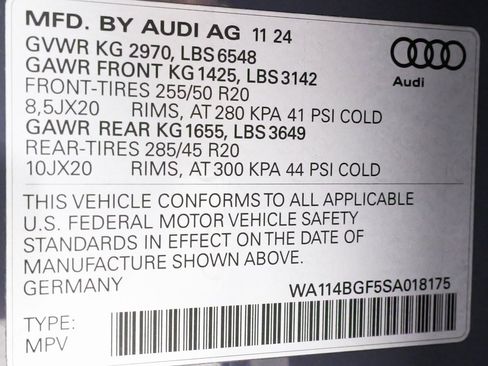 MFD. BY AUDI AG 11 24
GVWR KG 2970, LBS 6548
GAWR FRONT KG 1425, LBS 3142
FRONT-TIRES 255/50 R20
8,5JX20 RIMS, AT 280 KPA 41 PSI COLD
GAWR REAR KG 1655, LBS 3649
REAR-TIRES 285/45 R20
10JX20 RIMS, AT 300 KPA 44 PSI COLD
Audi
THIS VEHICLE CONFORMS TO ALL APPLICABLE
U.S. FEDERAL MOTOR VEHICLE SAFETY
STANDARDS IN EFFECT ON THE DATE OF
MANUFACTURE SHOWN ABOVE.
GERMANY WA114BGF5SA018175
TYPE:
MPV